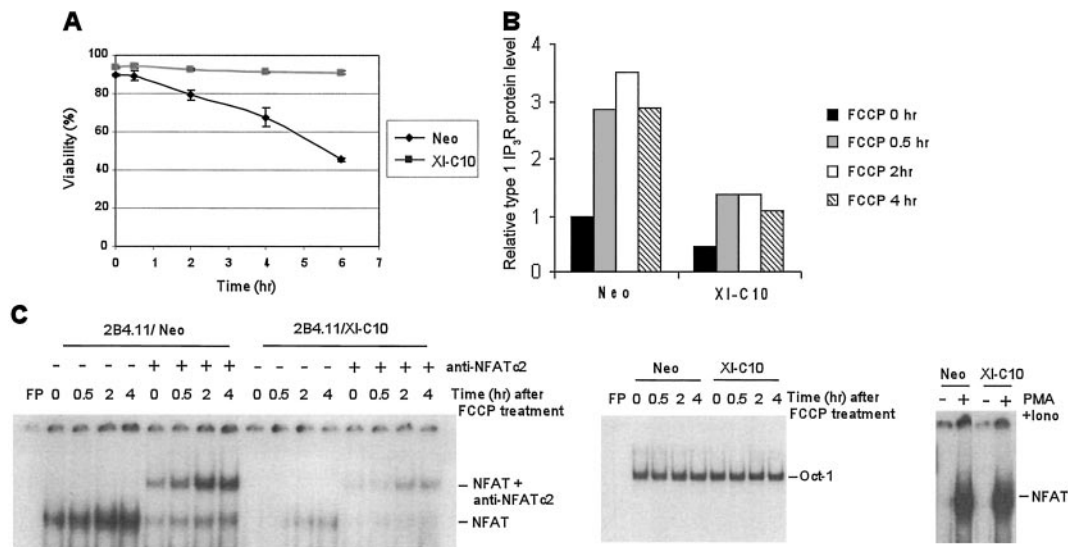 A
100
80
60
40
20
0
Viability (%)
0 1 2 3 4 5 6 7
Time (hr)
Neo
XI-C10
B
Relative type 1 IP3R protein level
4
3
2
1
0
Neo XI-C10
FCCP 0 hr
FCCP 0.5 hr
FCCP 2hr
FCCP 4 hr
C
2B4.11/ Neo 2B4.11/XI-C10
- - - - + + + + - - - - + + + + anti-NFATα2
FP 0 0.5 2 4 0 0.5 2 4 0 0.5 2 4 0 0.5 2 4 Time (hr) after
FCCP treatment
NFAT +
anti-NFATα2
NFAT
Neo XI-C10
FP 0 0.5 2 4 0 0.5 2 4 Time (hr) after
FCCP treatment
Oct-1
Neo XI-C10
- + - + PMA
+Iono
NFAT